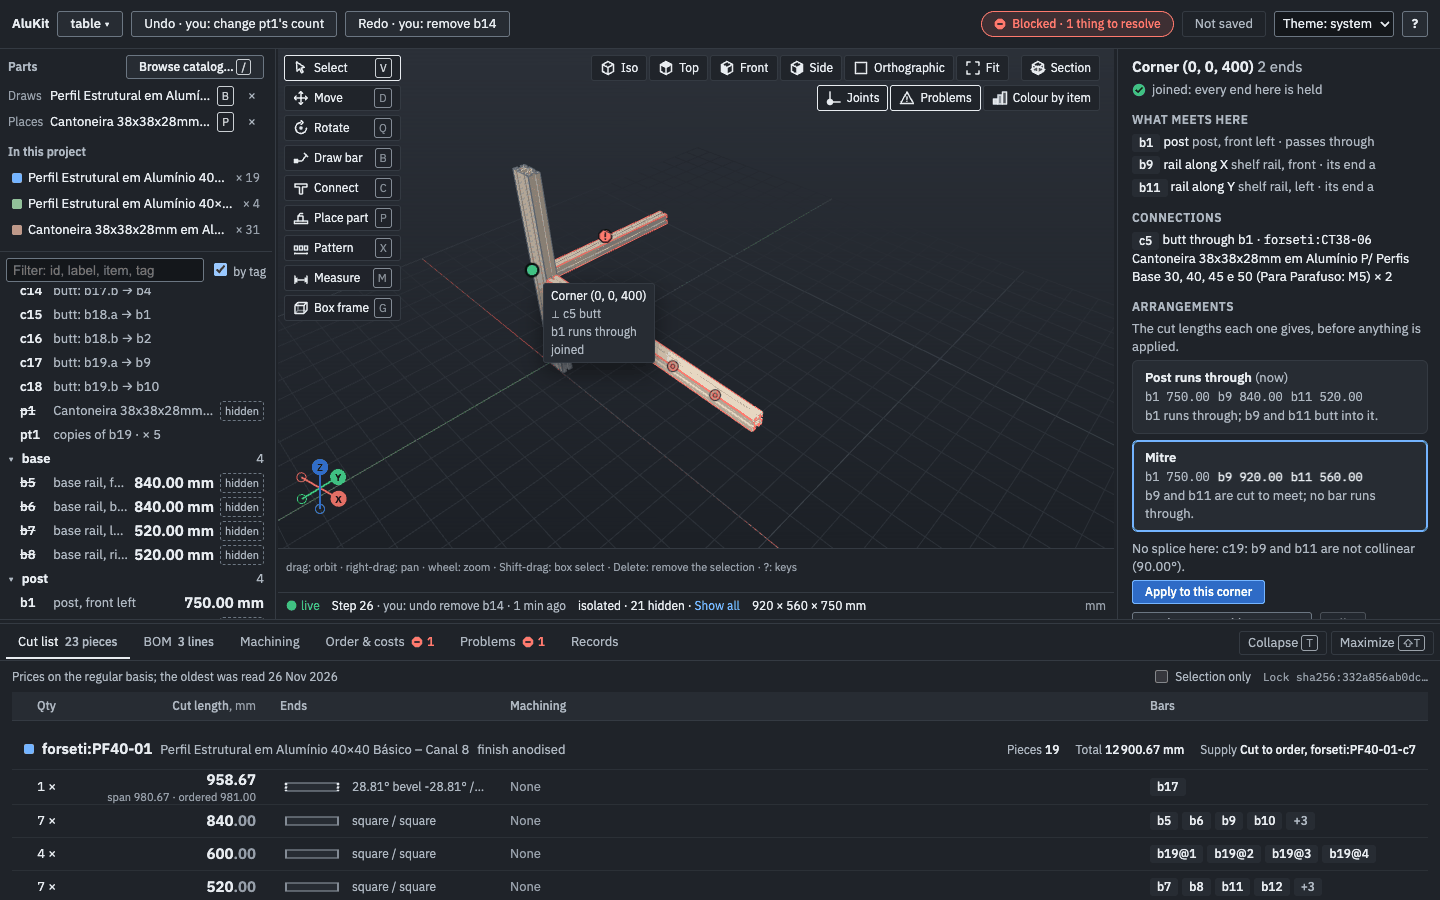 AluKit
table ▾
Undo · you: change pt1's count
Redo · you: remove b14
Blocked · 1 thing to resolve
Not saved
Theme: system
?
Parts
Browse catalog... /
Draws Perfil Estrutural em Alumí... B ×
Places Cantoneira 38x38x28mm... P ×
In this project
Perfil Estrutural em Alumínio 40... × 19
Perfil Estrutural em Alumínio 40×... × 4
Cantoneira 38x38x28mm em Al... × 31
Filter: id, label, item, tag
by tag
c14 butt: b17.b → b4
c15 butt: b18.a → b1
c16 butt: b18.b → b2
c17 butt: b19.a → b9
c18 butt: b19.b → b10
p1 Cantoneira 38x38x28mm... hidden
pt1 copies of b19 · × 5
base 4
b5 base rail, f... 840.00 mm hidden
b6 base rail, b... 840.00 mm hidden
b7 base rail, l... 520.00 mm hidden
b8 base rail, ri... 520.00 mm hidden
post 4
b1 post, front left 750.00 mm
Select V
Move D
Rotate Q
Draw bar B
Connect C
Place part P
Pattern X
Measure M
Box frame G
Iso
Top
Front
Side
Orthographic
Fit
Section
Joints
Problems
Colour by item
Corner (0, 0, 400)
⊥ c5 butt
b1 runs through
joined
Z
Y
X
drag: orbit · right-drag: pan · wheel: zoom · Shift-drag: box select · Delete: remove the selection · ?: keys
live Step 26 · you: undo remove b14 · 1 min ago isolated · 21 hidden · Show all 920 × 560 × 750 mm mm
Corner (0, 0, 400) 2 ends
joined: every end here is held
WHAT MEETS HERE
b1 post post, front left · passes through
b9 rail along X shelf rail, front · its end a
b11 rail along Y shelf rail, left · its end a
CONNECTIONS
c5 butt through b1 · forseti:CT38-06
Cantoneira 38x38x28mm em Alumínio P/ Perfis
Base 30, 40, 45 e 50 (Para Parafuso: M5) × 2
ARRANGEMENTS
The cut lengths each one gives, before anything is
applied.
Post runs through (now)
b1 750.00 b9 840.00 b11 520.00
b1 runs through; b9 and b11 butt into it.
Mitre
b1 750.00 b9 920.00 b11 560.00
b9 and b11 are cut to meet; no bar runs
through.
No splice here: c19: b9 and b11 are not collinear
(90.00°).
Apply to this corner
Cut list 23 pieces
BOM 3 lines
Machining
Order & costs 1
Problems 1
Records
Collapse T
Maximize ⇧T
Prices on the regular basis; the oldest was read 26 Nov 2026
Selection only
Lock sha256:332a856ab0dc…
Qty Cut length, mm Ends Machining Bars
forseti:PF40-01 Perfil Estrutural em Alumínio 40×40 Básico – Canal 8 finish anodised
Pieces 19 Total 12 900.67 mm Supply Cut to order, forseti:PF40-01-c7
1 × 958.67 28.81° bevel -28.81° /... None b17
span 980.67 · ordered 981.00
7 × 840.00 square / square None b5 b6 b9 b10 +3
4 × 600.00 square / square None b19@1 b19@2 b19@3 b19@4
7 × 520.00 square / square None b7 b8 b11 b12 +3